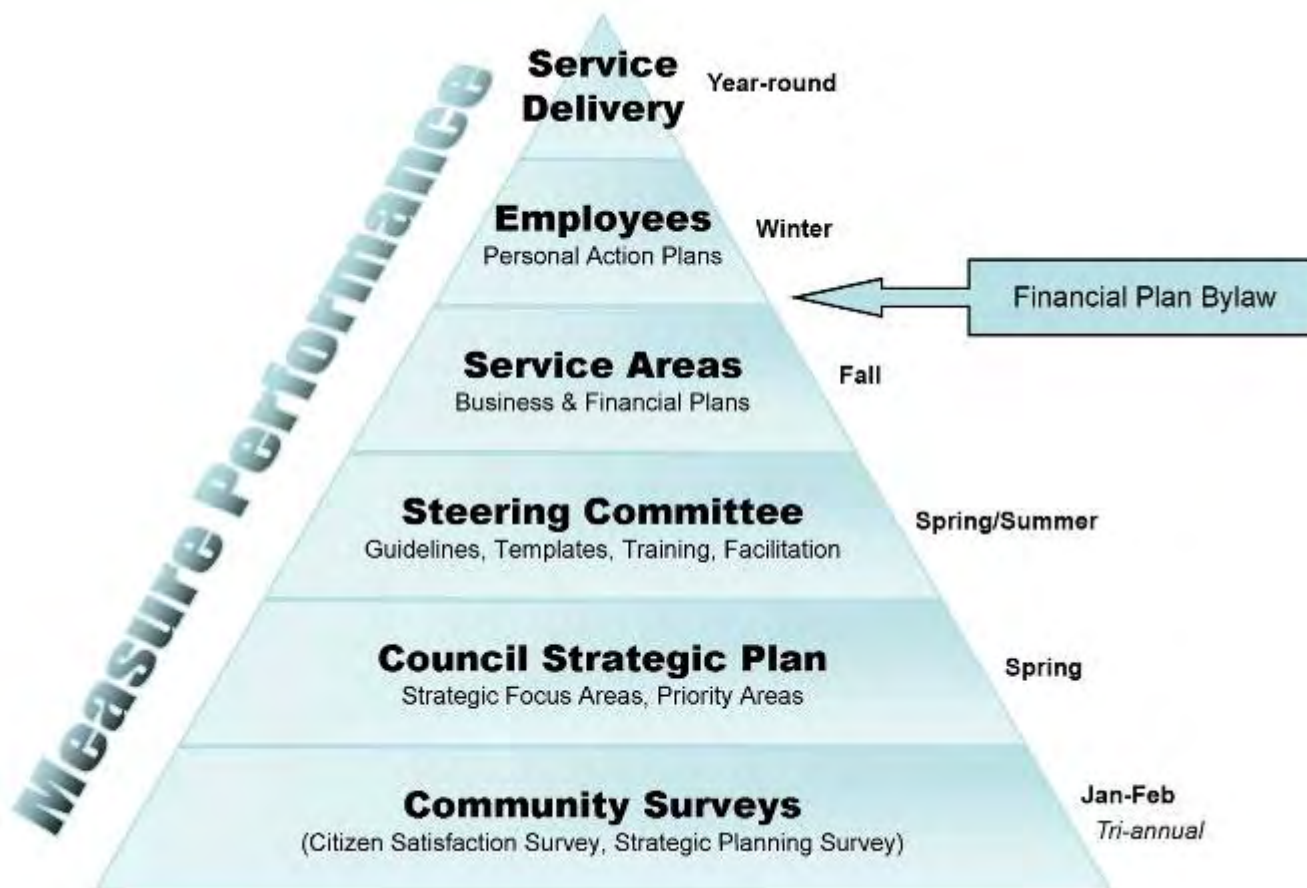 Measure Performance
Service
Delivery
Year-round
Employees
Personal Action Plans
Winter
Financial Plan Bylaw
Service Areas
Business & Financial Plans
Fall
Steering Committee
Guidelines, Templates, Training, Facilitation
Spring/Summer
Council Strategic Plan
Strategic Focus Areas, Priority Areas
Spring
Community Surveys
(Citizen Satisfaction Survey, Strategic Planning Survey)
Jan-Feb
Tri-annual